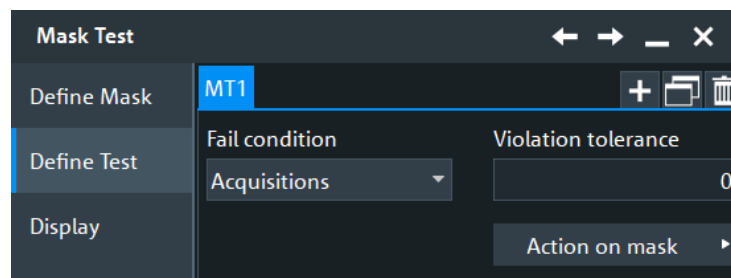 Mask Test
Define Mask
MT1
Define Test
Fail condition
Violation tolerance
Acquisitions
0
Display
Action on mask